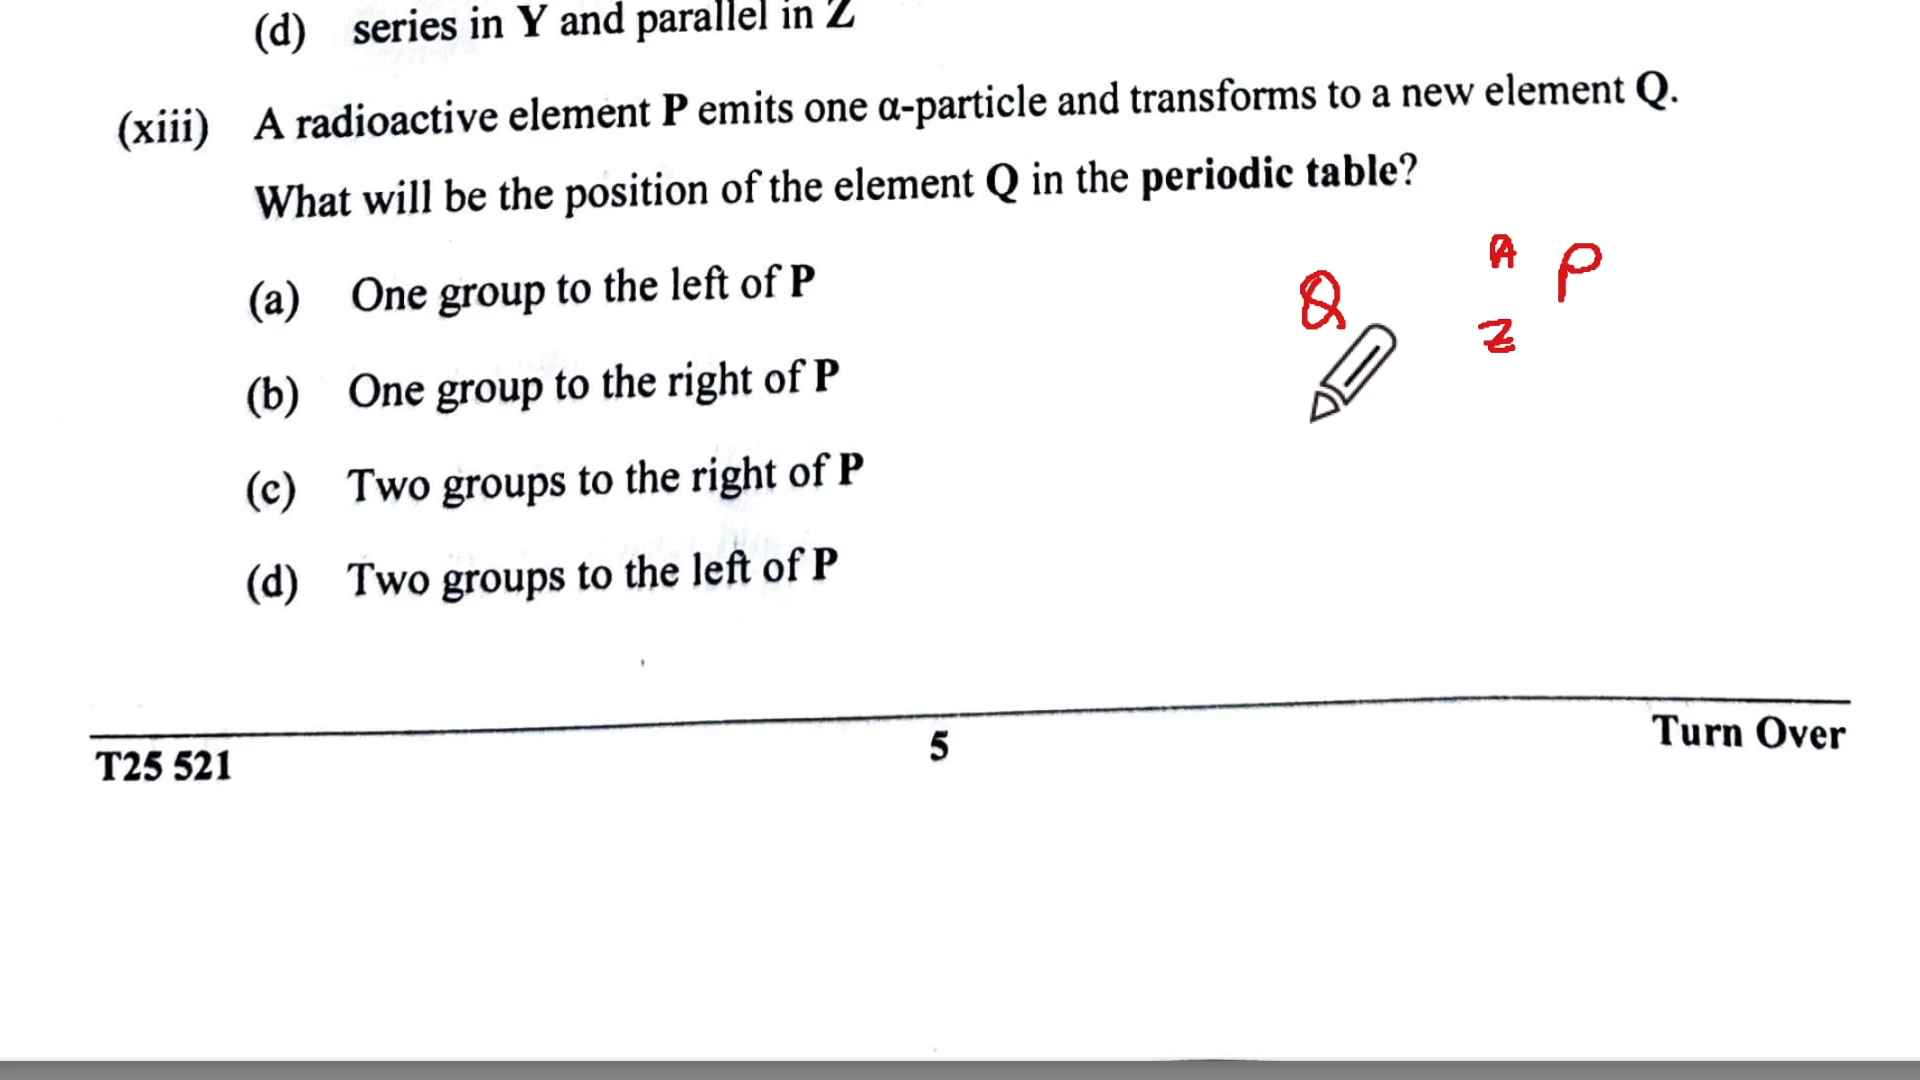 (d) series in Y and parallel in Z
(xiii) A radioactive element P emits one α-particle and transforms to a new element Q.
What will be the position of the element Q in the periodic table?
(a) One group to the left of P
(b) One group to the right of P
(c) Two groups to the right of P
(d) Two groups to the left of P
Q
A
P
Z
T25 521
5
Turn Over